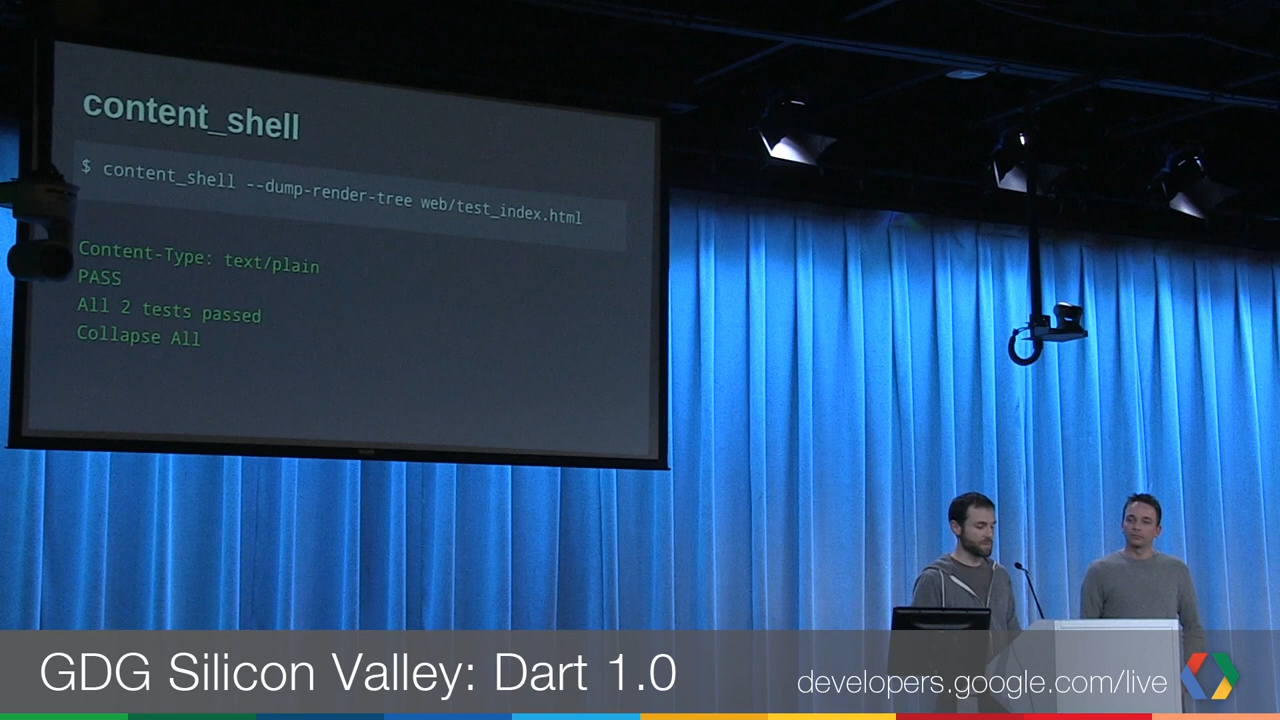 content_shell
$ content_shell --dump-render-tree web/test_index.html
Content-Type: text/plain
PASS
All 2 tests passed
Collapse All
GDG Silicon Valley: Dart 1.0
developers.google.com/live